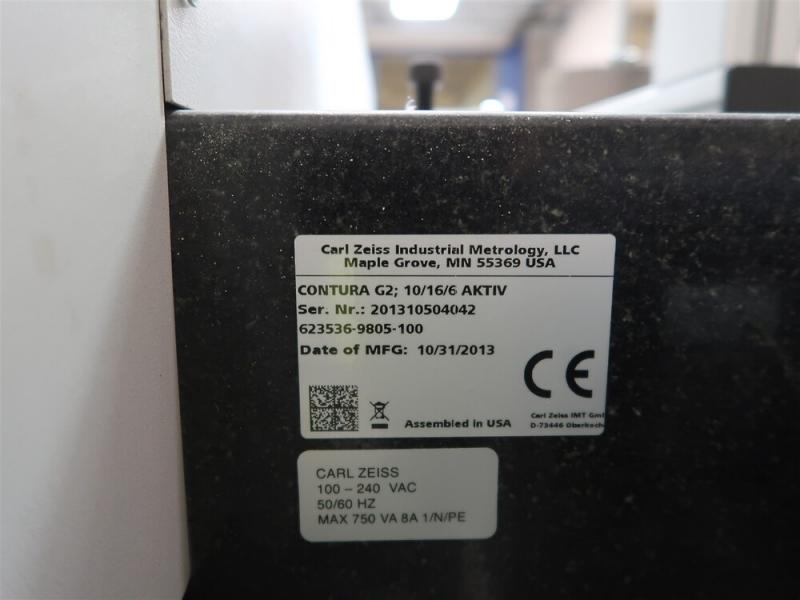 Carl Zeiss Industrial Metrology, LLC
Maple Grove, MN 55369 USA
CONTURA G2; 10/16/6 AKTIV
Ser. Nr.: 201310504042
623536-9805-100
Date of MFG: 10/31/2013
CE
Assembled in USA
Carl Zeiss IMT Gm
D-73446 Oberkoch
CARL ZEISS
100 – 240 VAC
50/60 HZ
MAX 750 VA 8A 1/N/PE